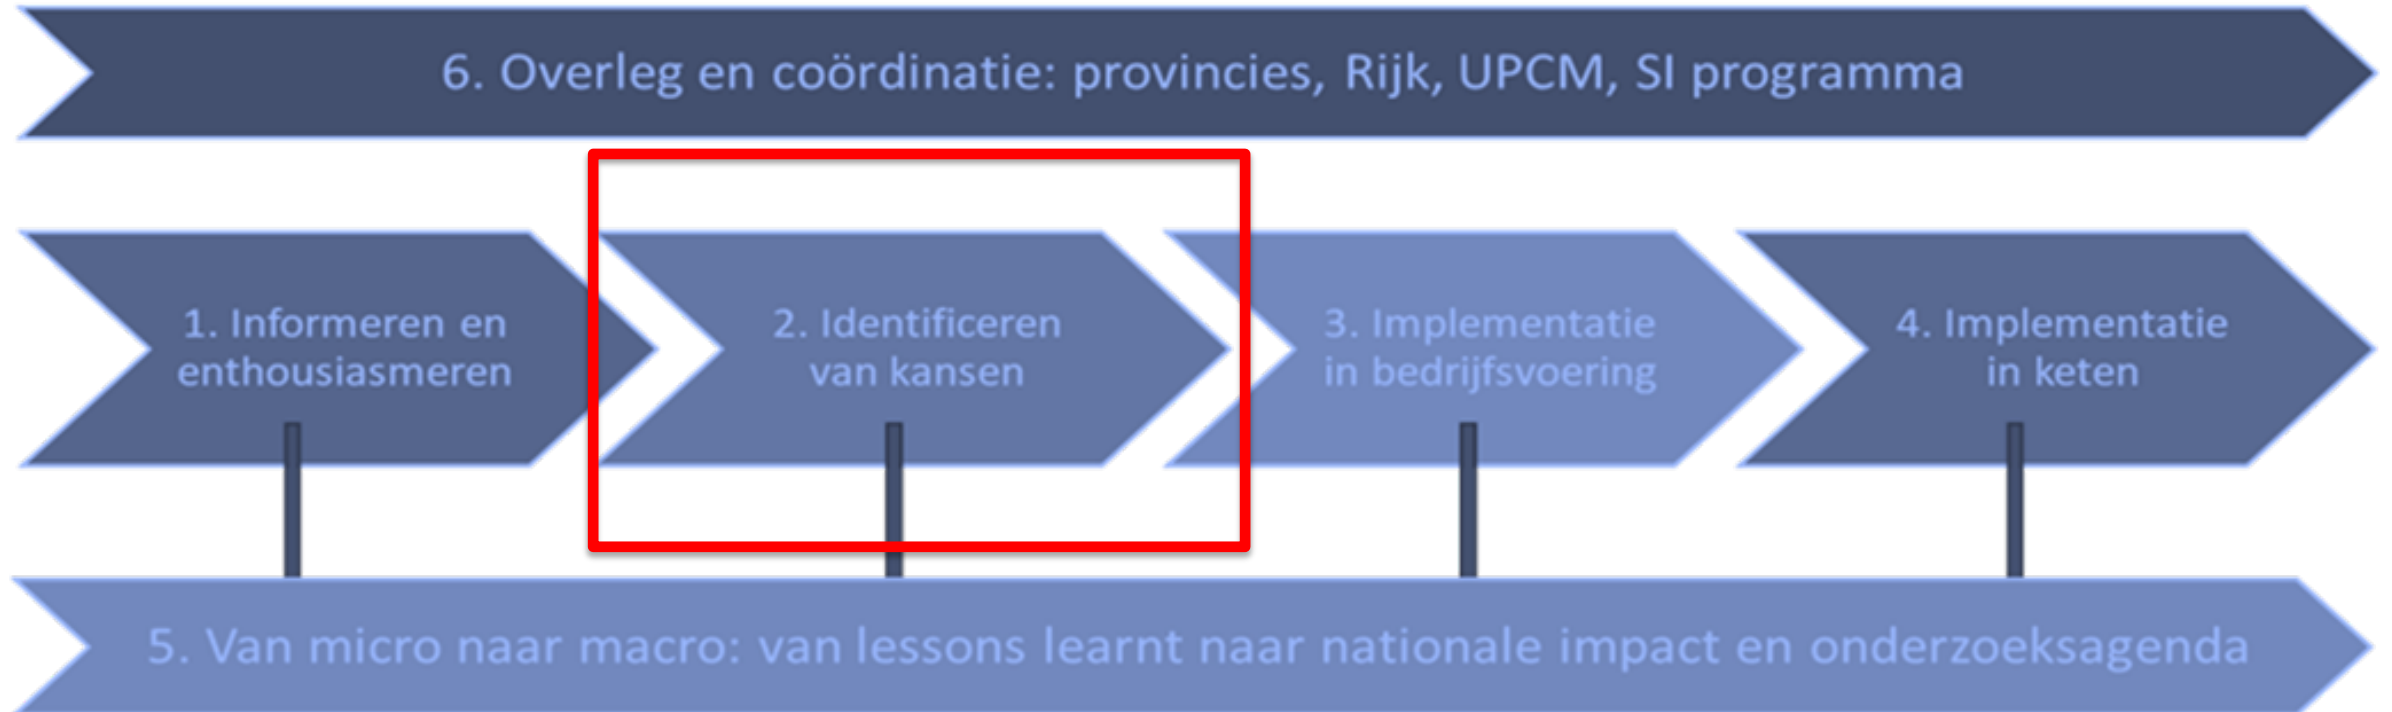 6. Overleg en coördinatie: provincies, Rijk, UPCM, SI programma
1. Informeren en
enthousiasmeren
2. Identificeren
van kansen
3. Implementatie
in bedrijfsvoering
4. Implementatie
in keten
5. Van micro naar macro: van lessons learnt naar nationale impact en onderzoeksagenda